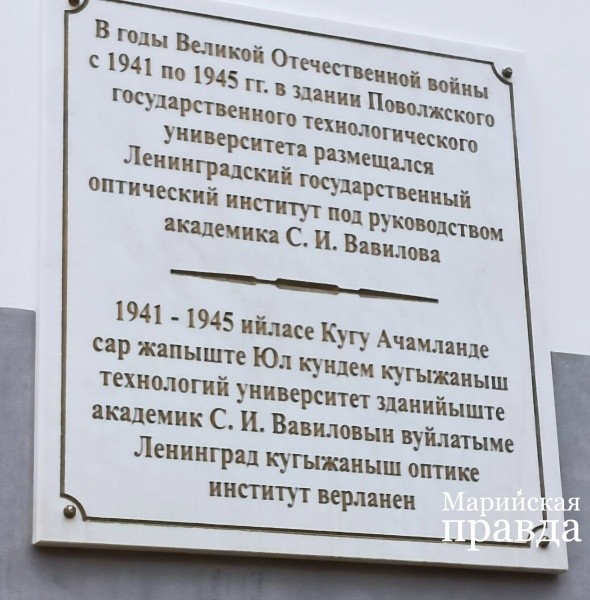 В годы Великой Отечественной войны
с 1941 по 1945 гг. в здании Поволжского
государственного технологического
университета размещался
Ленинградский государственный
оптический институт под руководством
академика С. И. Вавилова
1941 - 1945 ийласе Кугу Ачамланде
сар жапыште Юл кундем кугыжаныш
технологий университет зданийыште
академик С. И. Вавиловын вуйлатыме
Ленинград кугыжаныш оптике
институт верланен
Марийская
правда